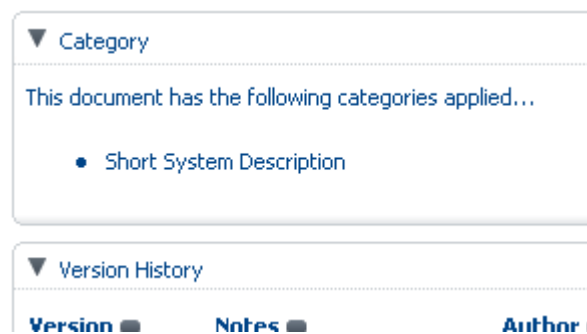 Category
This document has the following categories applied...
Short System Description
Version History
Version Notes Author